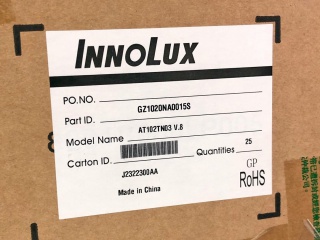 INNOLUX
PO.NO.
GZ1020NA0015S
Part ID.
AT102TN03 V.8
Model Name
Carton ID.
Quantities 25
J2322300AA
GP
RoHS
Made in China